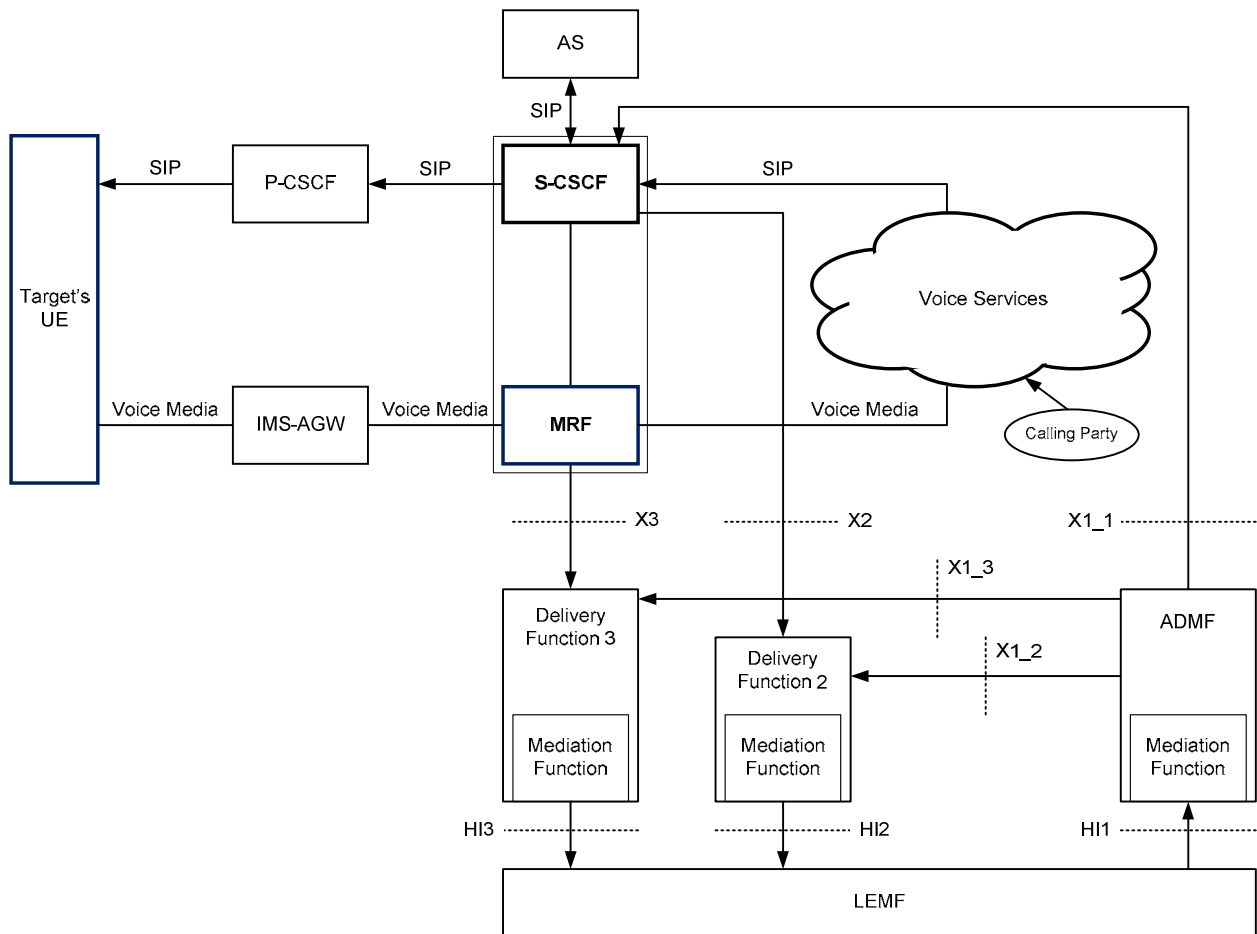 AS
SIP
SIP
P-CSCF
SIP
S-CSCF
SIP
Target's
UE
Voice Services
Voice Media
IMS-AGW
Voice Media
MRF
Voice Media
Calling Party
X3
X2
X1_1
X1_3
Delivery
Function 3
ADMF
X1_2
Delivery
Function 2
Mediation
Function
Mediation
Function
Mediation
Function
HI3
HI2
HI1
LEMF